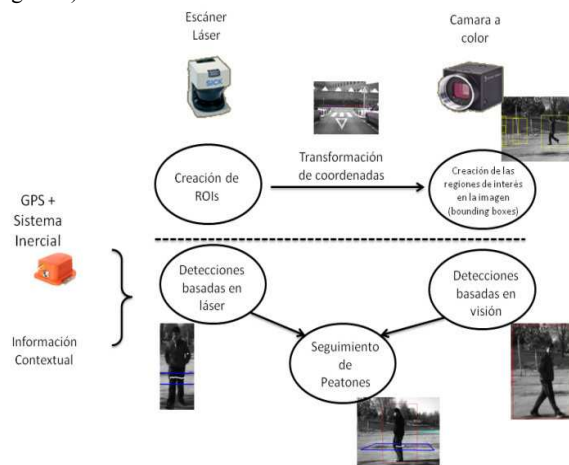 Escáner
Láser
Camara a
color
SICK
Transformación
de coordenadas
Creación de
ROIs
Creación de las
regiones de interés
en la imagen
(bounding boxes)
GPS +
Sistema
Inercial
Detecciones
basadas en
láser
Detecciones
basadas en
visión
Información
Contextual
Seguimiento
de
Peatones